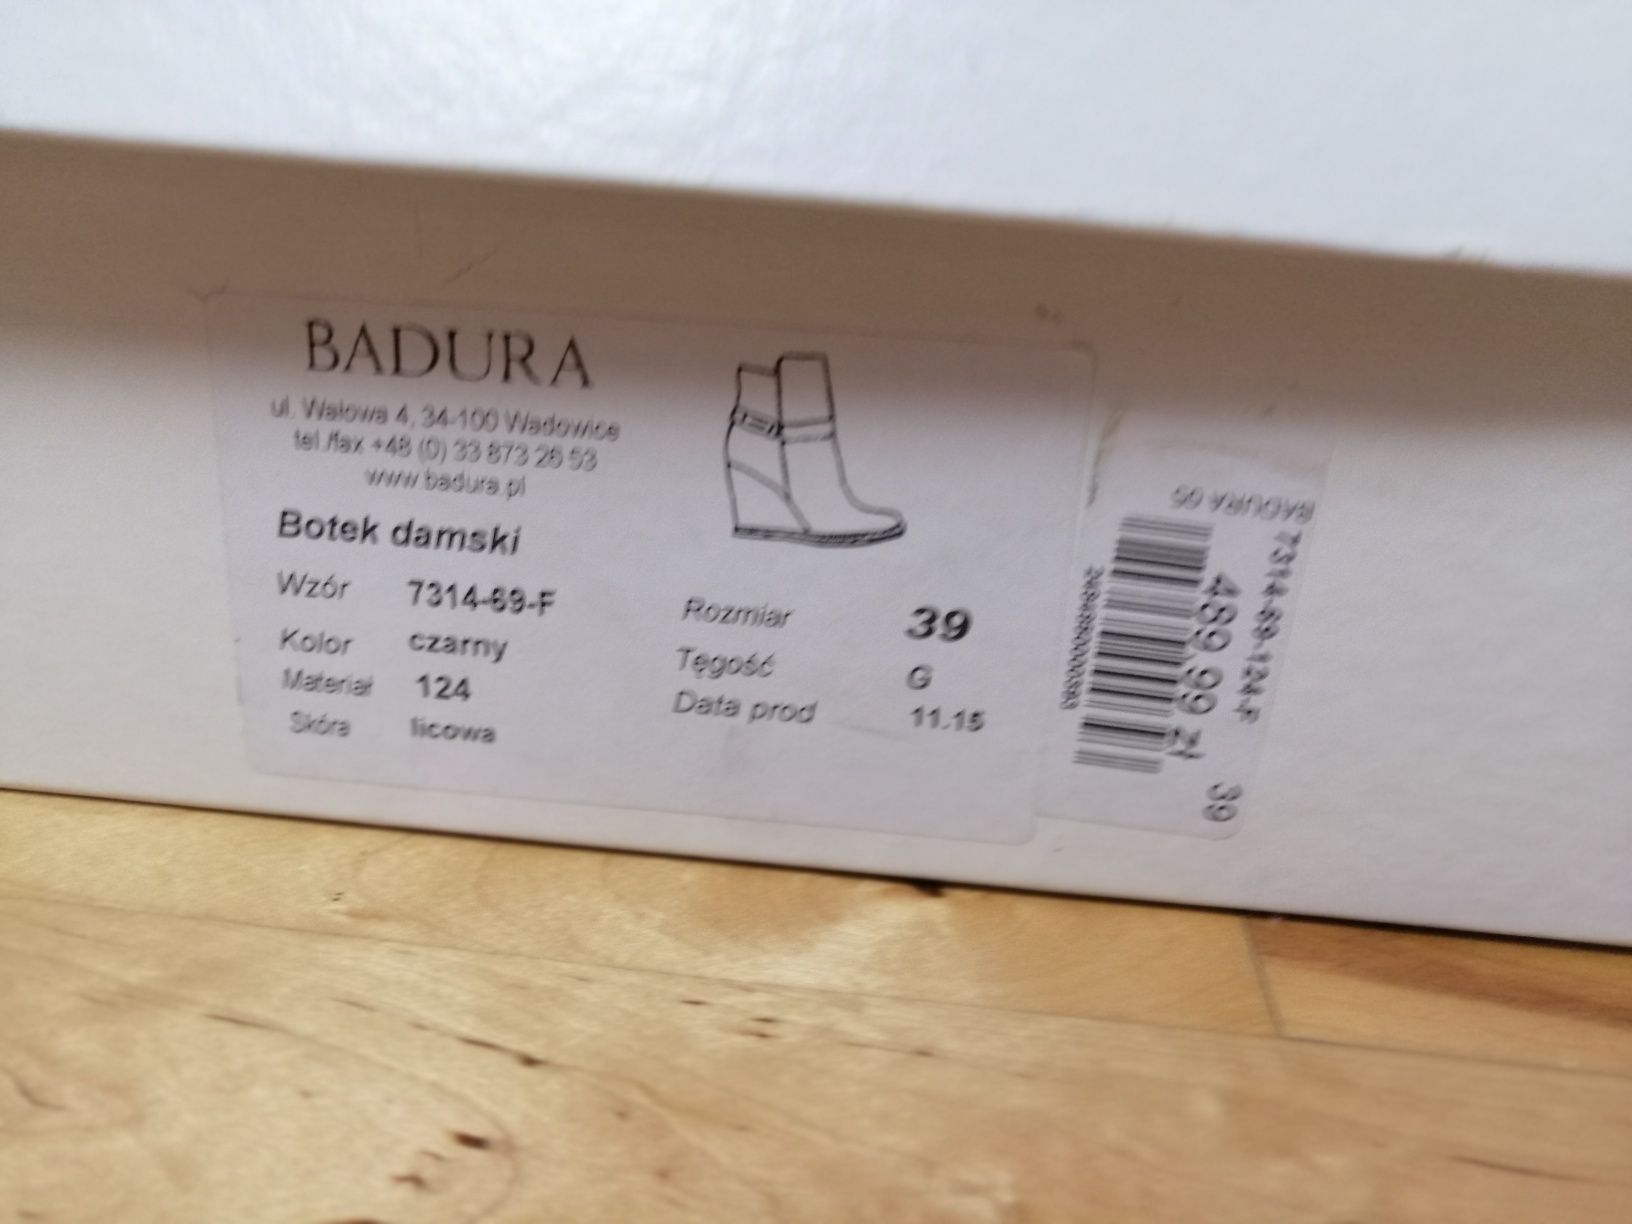 BADURA
ul. Wałowa 4, 34-100 Wadowice
tel./fax +48 (0) 33 873 26 53
www.badura.pl
Botek damski
Wzór 7314-69-F
Kolor czarny
Materiał 124
Skóra licowa
Rozmiar 39
Tęgość G
Data prod 11.15
BADURA 05
7314-69-124-F
489,99 zł
39